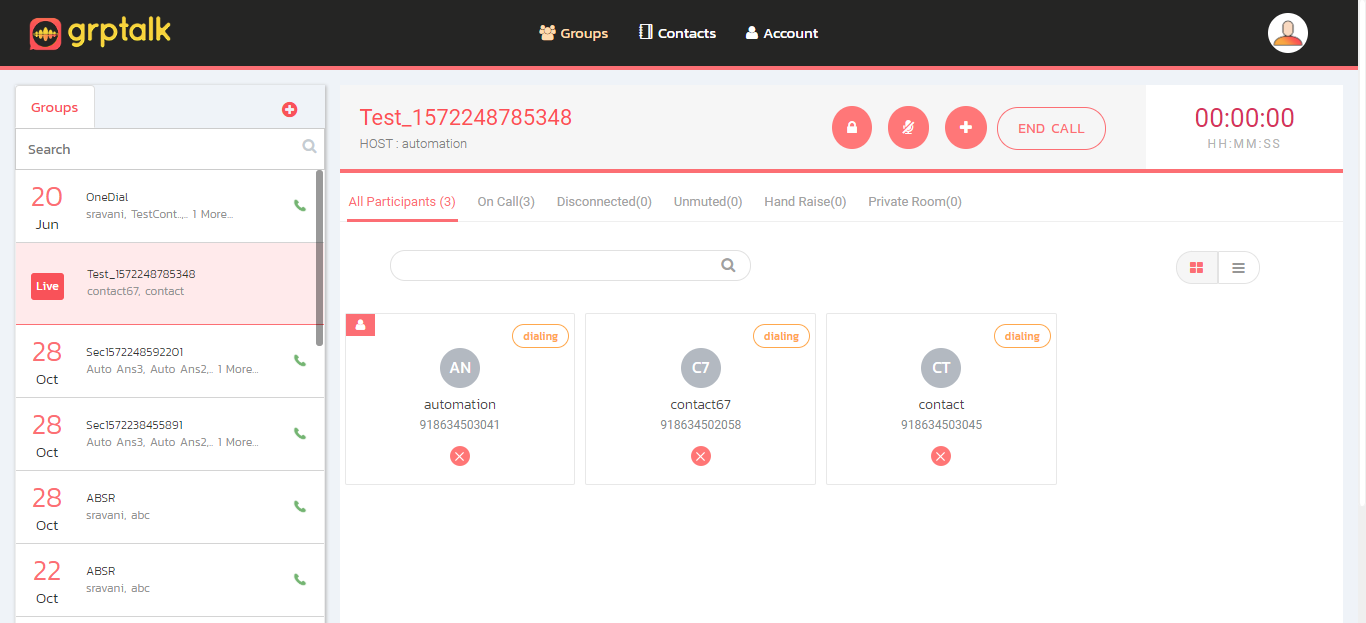 grptalk
Groups
Contacts
Account
Groups
Search
20
Jun
OneDial
sravani, TestCont..,.. 1 More...
Live
Test_1572248785348
contact67, contact
28
Oct
Sec1572248592201
Auto Ans3, Auto Ans2,.. 1 More...
28
Oct
Sec1572238455891
Auto Ans3, Auto Ans2,.. 1 More...
28
Oct
ABSR
sravani, abc
22
Oct
ABSR
sravani, abc
Test_1572248785348
HOST : automation
END CALL
00:00:00
HH:MM:SS
All Participants (3)
On Call(3)
Disconnected(0)
Unmuted(0)
Hand Raise(0)
Private Room(0)
dialing
AN
automation
918634503041
dialing
C7
contact67
918634502058
dialing
CT
contact
918634503045